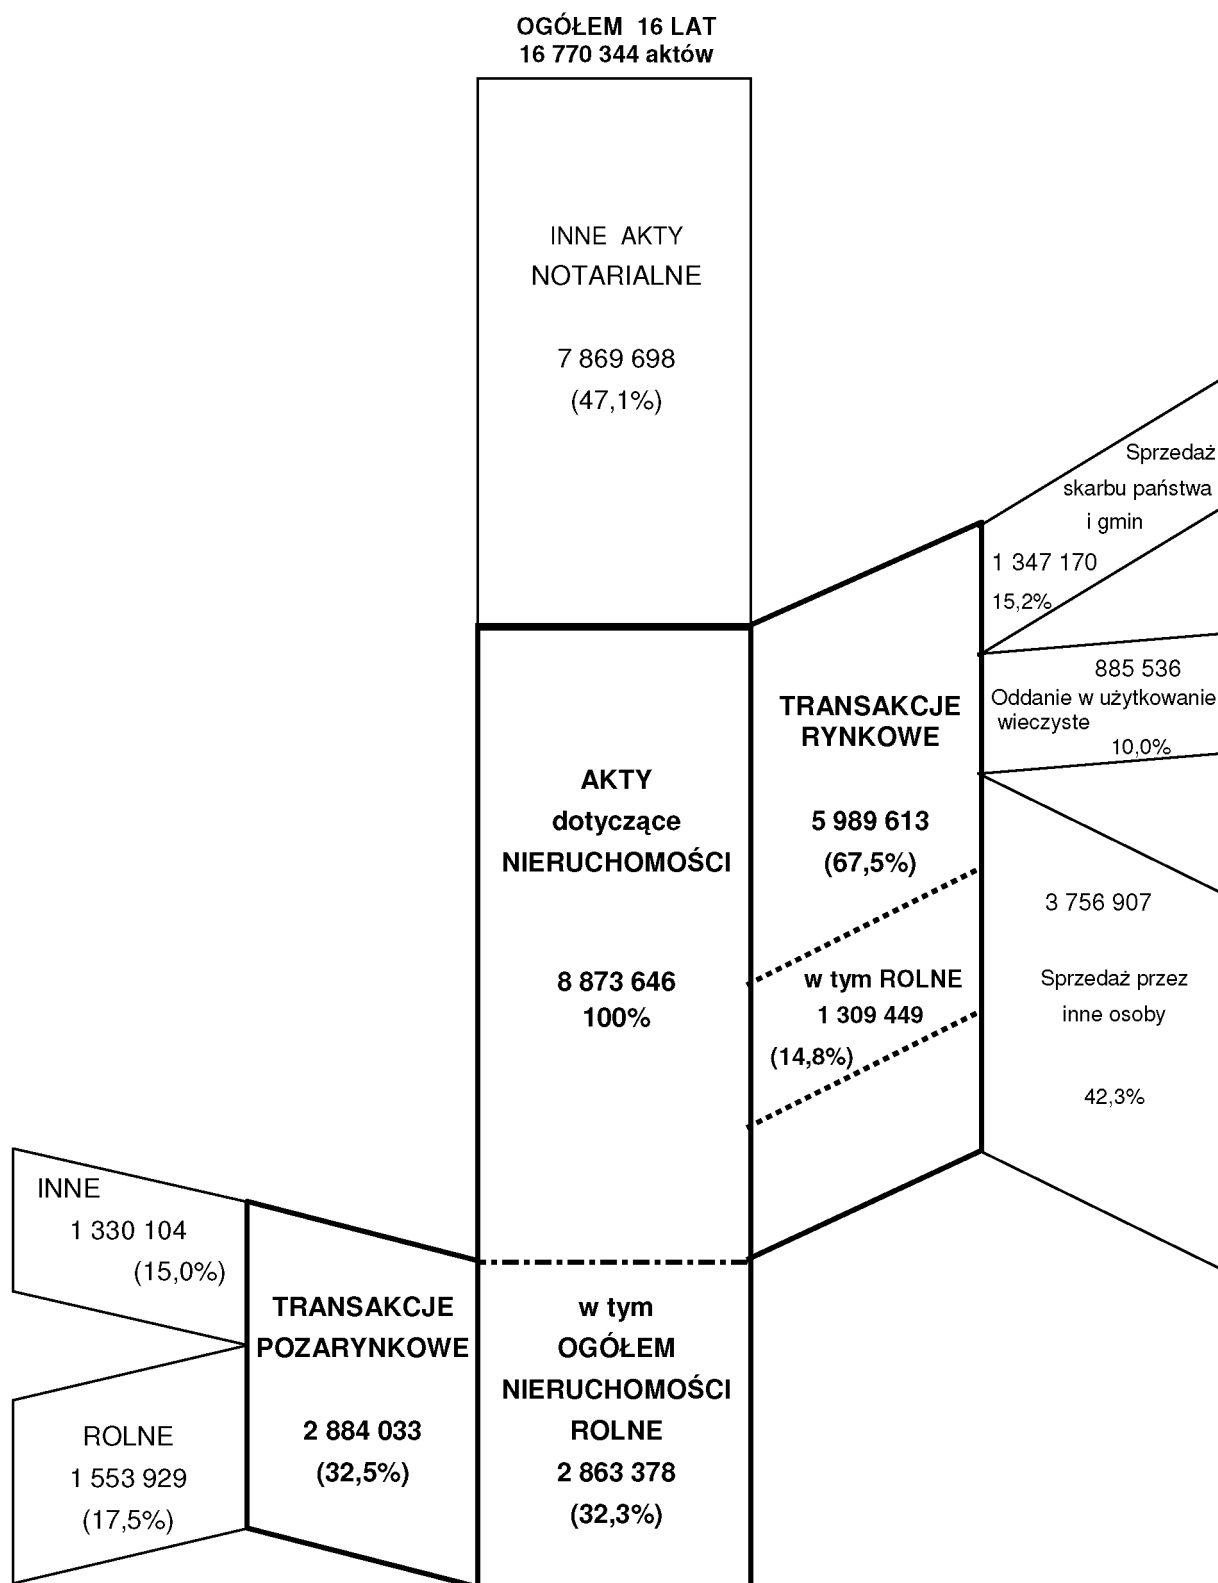 OGÓŁEM 16 LAT
16 770 344 aktów
INNE AKTY
NOTARIALNE
7 869 698
(47,1%)
Sprzedaż
skarbu państwa
i gmin
1 347 170
15,2%
885 536
Oddanie w użytkowanie
wieczyste
10,0%
TRANSAKCJE
RYNKOWE
5 989 613
(67,5%)
AKTY
dotyczące
NIERUCHOMOŚCI
8 873 646
100%
w tym ROLNE
1 309 449
(14,8%)
3 756 907
Sprzedaż przez
inne osoby
42,3%
INNE
1 330 104
(15,0%)
TRANSAKCJE
POZARYNKOWE
2 884 033
(32,5%)
ROLNE
1 553 929
(17,5%)
w tym
OGÓŁEM
NIERUCHOMOŚCI
ROLNE
2 863 378
(32,3%)